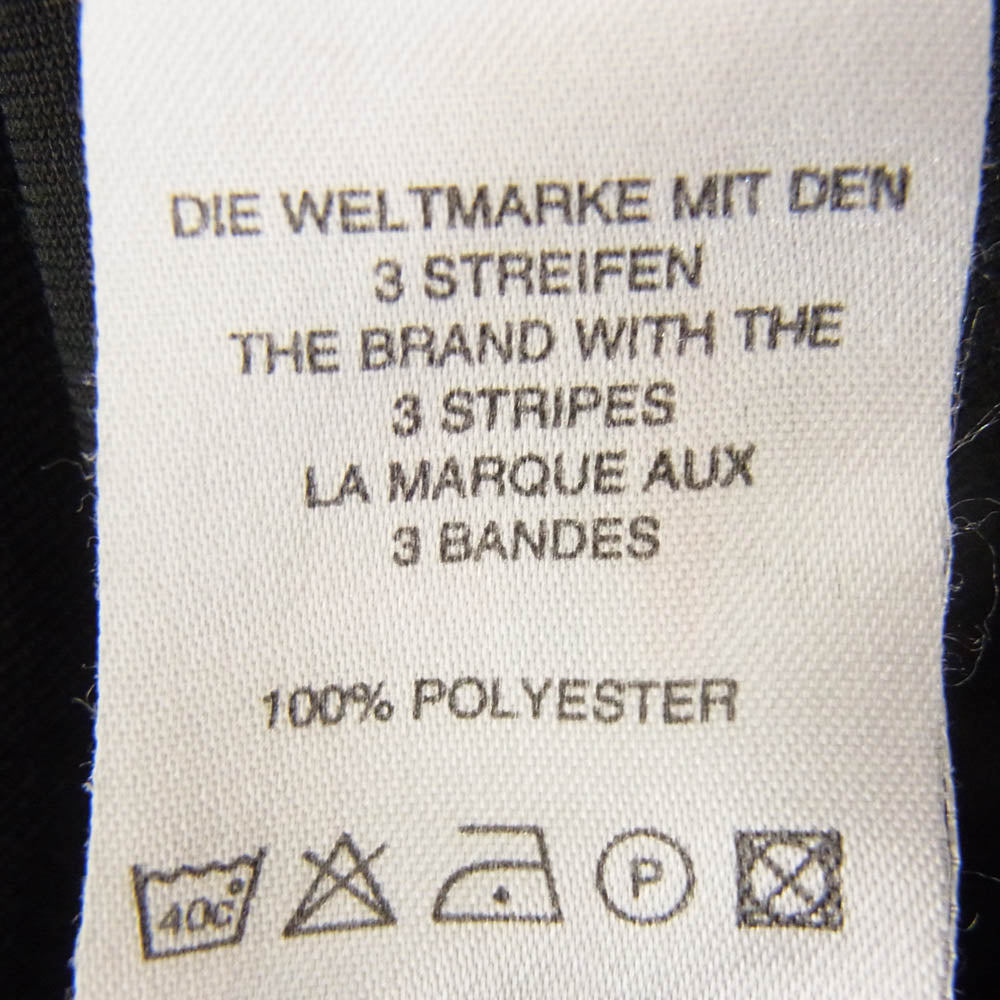 DIE WELTMARKE MIT DEN
3 STREIFEN
THE BRAND WITH THE
3 STRIPES
LA MARQUE AUX
3 BANDES
100% POLYESTER
40c° P